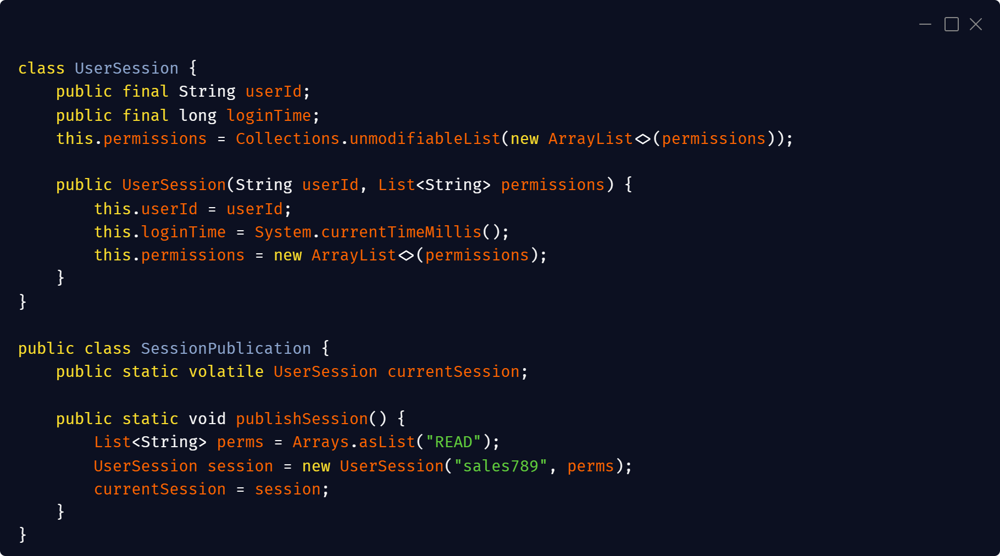 class UserSession {
    public final String userId;
    public final long loginTime;
    this.permissions = Collections.unmodifiableList(new ArrayList<>(permissions));

    public UserSession(String userId, List<String> permissions) {
        this.userId = userId;
        this.loginTime = System.currentTimeMillis();
        this.permissions = new ArrayList<>(permissions);
    }
}

public class SessionPublication {
    public static volatile UserSession currentSession;

    public static void publishSession() {
        List<String> perms = Arrays.asList("READ");
        UserSession session = new UserSession("sales789", perms);
        currentSession = session;
    }
}